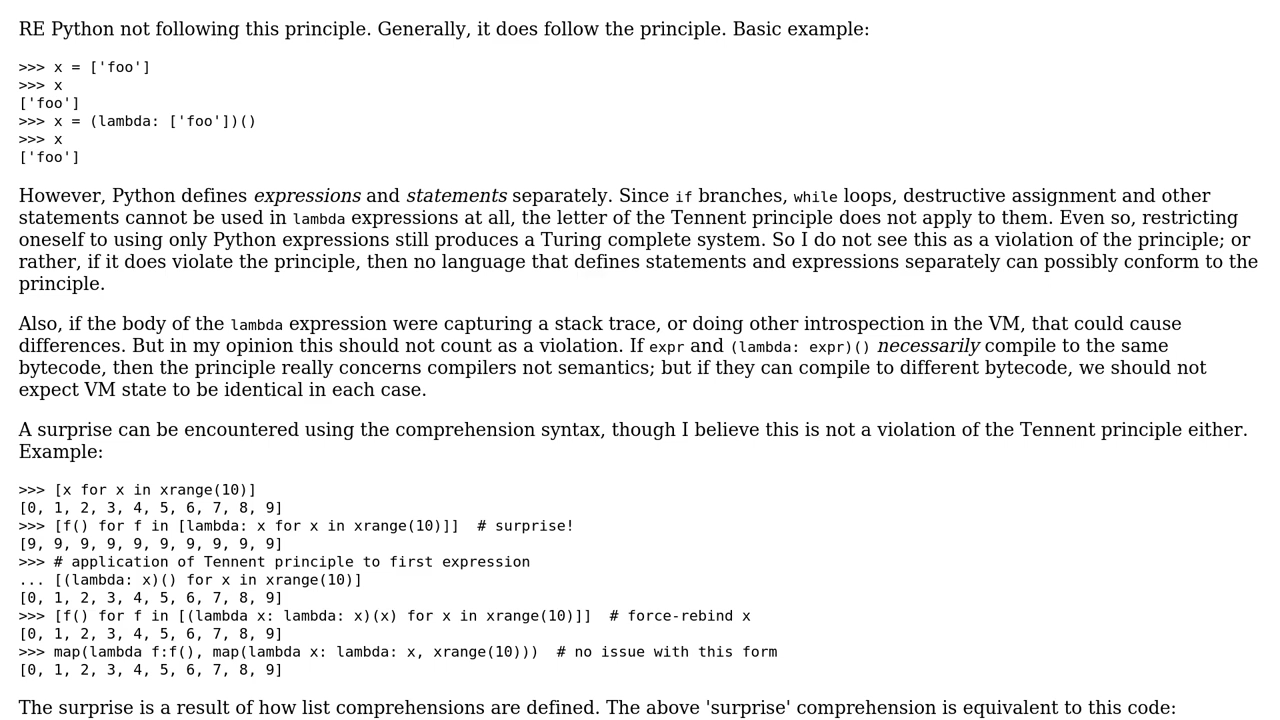 RE Python not following this principle. Generally, it does follow the principle. Basic example:
>>> x = ['foo']
>>> x
['foo']
>>> x = (lambda: ['foo'])()
>>> x
['foo']
However, Python defines expressions and statements separately. Since if branches, while loops, destructive assignment and other
statements cannot be used in lambda expressions at all, the letter of the Tennent principle does not apply to them. Even so, restricting
oneself to using only Python expressions still produces a Turing complete system. So I do not see this as a violation of the principle; or
rather, if it does violate the principle, then no language that defines statements and expressions separately can possibly conform to the
principle.
Also, if the body of the lambda expression were capturing a stack trace, or doing other introspection in the VM, that could cause
differences. But in my opinion this should not count as a violation. If expr and (lambda: expr)() necessarily compile to the same
bytecode, then the principle really concerns compilers not semantics; but if they can compile to different bytecode, we should not
expect VM state to be identical in each case.
A surprise can be encountered using the comprehension syntax, though I believe this is not a violation of the Tennent principle either.
Example:
>>> [x for x in xrange(10)]
[0, 1, 2, 3, 4, 5, 6, 7, 8, 9]
>>> [f() for f in [lambda: x for x in xrange(10)]]  # surprise!
[9, 9, 9, 9, 9, 9, 9, 9, 9, 9]
>>> # application of Tennent principle to first expression
... [(lambda: x)() for x in xrange(10)]
[0, 1, 2, 3, 4, 5, 6, 7, 8, 9]
>>> [f() for f in [(lambda x: lambda: x)(x) for x in xrange(10)]]  # force-rebind x
[0, 1, 2, 3, 4, 5, 6, 7, 8, 9]
>>> map(lambda f:f(), map(lambda x: lambda: x, xrange(10)))  # no issue with this form
[0, 1, 2, 3, 4, 5, 6, 7, 8, 9]
The surprise is a result of how list comprehensions are defined. The above 'surprise' comprehension is equivalent to this code: